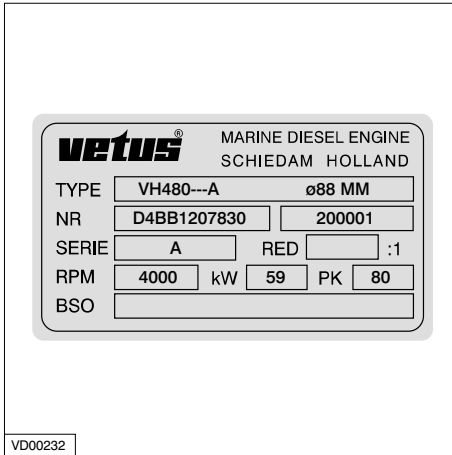 vetus® MARINE DIESEL ENGINE
SCHIEDAM HOLLAND
TYPE VH480---A ø88 MM
NR D4BB1207830 200001
SERIE A RED :1
RPM 4000 kW 59 PK 80
BSO
VD00232